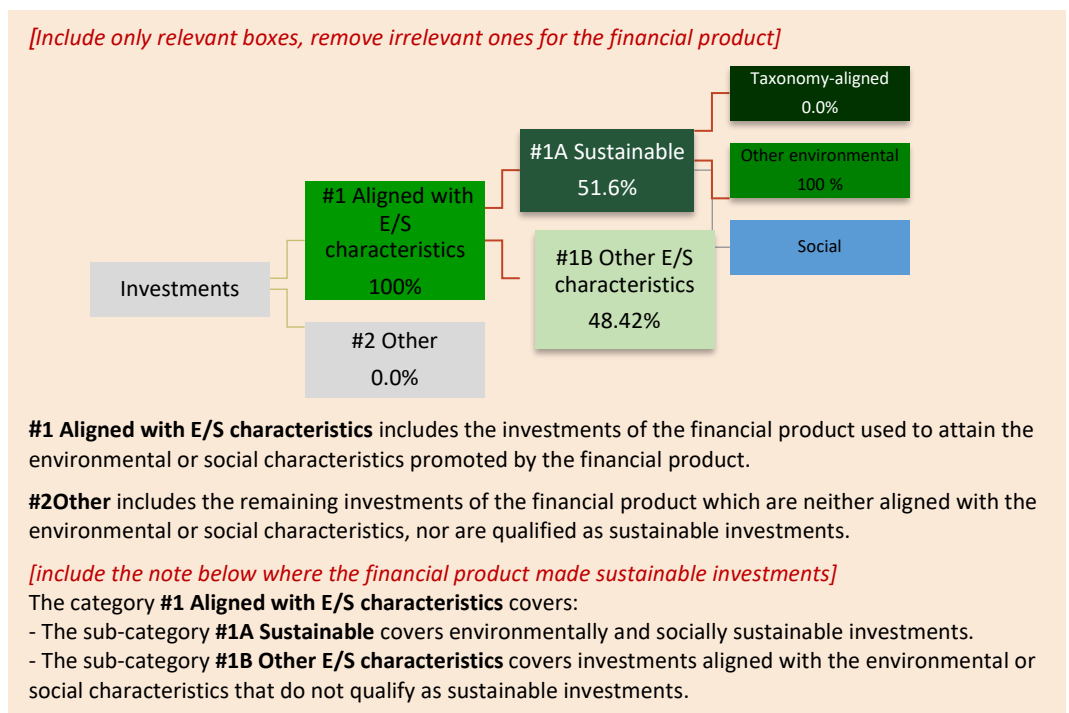 [Include only relevant boxes, remove irrelevant ones for the financial product]
Taxonomy-aligned
0.0%
#1A Sustainable
51.6%
Other environmental
100 %
#1 Aligned with
E/S
characteristics
100%
Social
#1B Other E/S
characteristics
48.42%
Investments
#2 Other
0.0%
#1 Aligned with E/S characteristics includes the investments of the financial product used to attain the
environmental or social characteristics promoted by the financial product.
#2Other includes the remaining investments of the financial product which are neither aligned with the
environmental or social characteristics, nor are qualified as sustainable investments.
[include the note below where the financial product made sustainable investments]
The category #1 Aligned with E/S characteristics covers:
- The sub-category #1A Sustainable covers environmentally and socially sustainable investments.
- The sub-category #1B Other E/S characteristics covers investments aligned with the environmental or
social characteristics that do not qualify as sustainable investments.